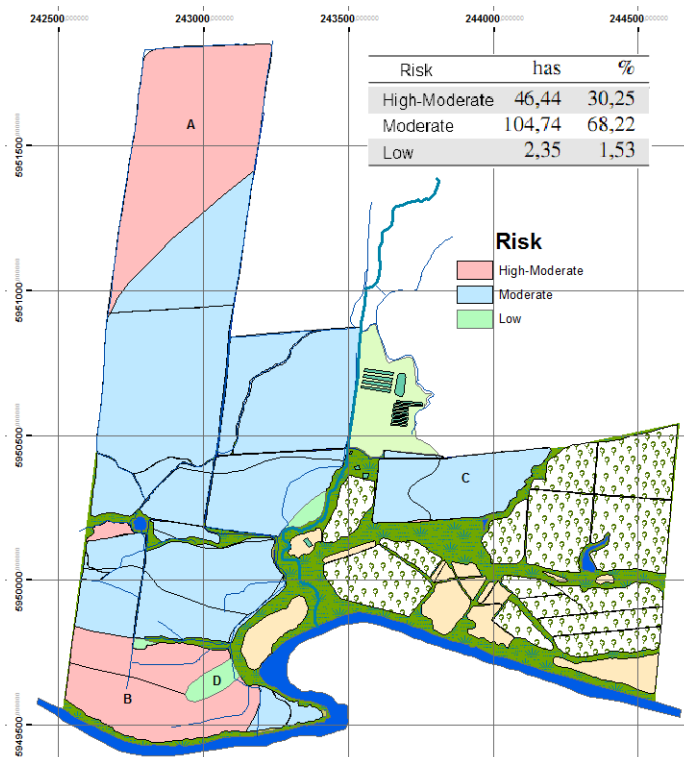 242500 243000 243500 244000 244500
Risk has %
High-Moderate 46,44 30,25
Moderate 104,74 68,22
Low 2,35 1,53
A
5951500
Risk
High-Moderate
5951000
Moderate
Low
5950500
C
5950000
D
B
5949500